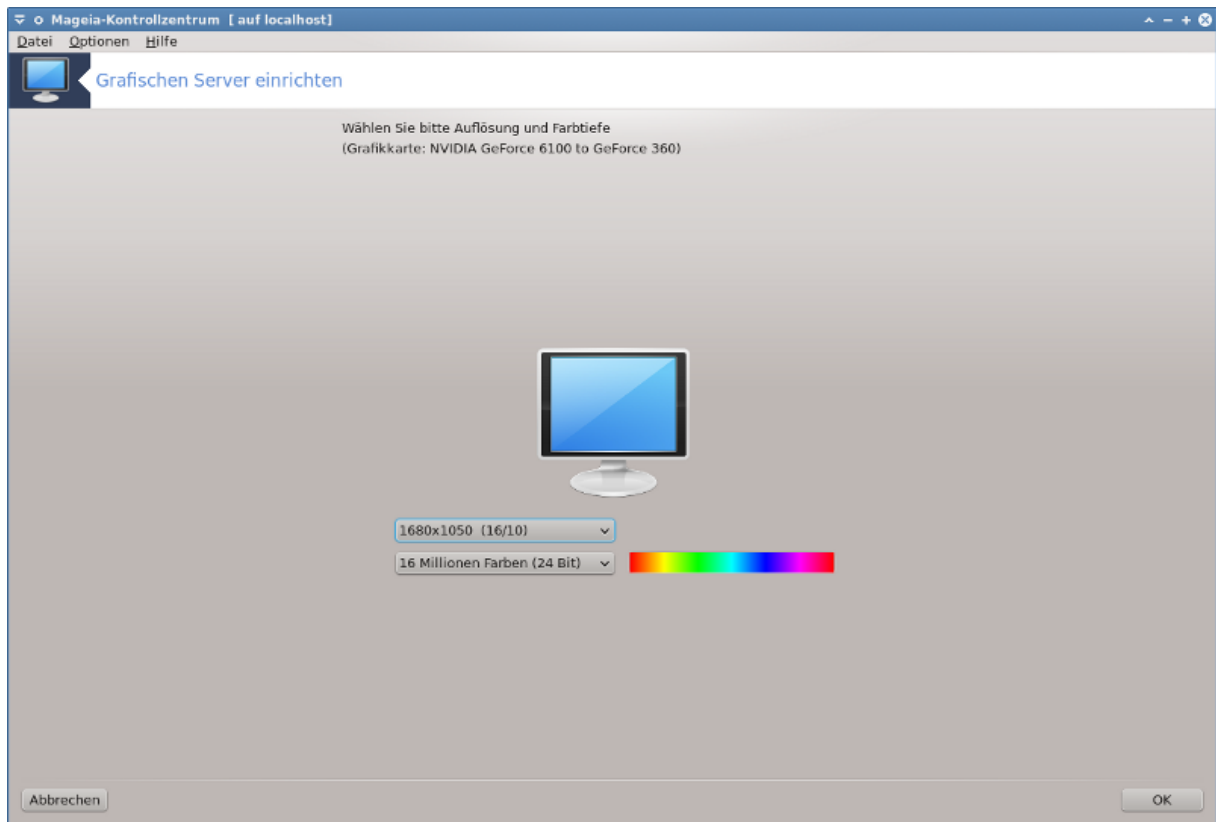 Mageia-Kontrollzentrum [ auf localhost]
Datei Optionen Hilfe
Grafischen Server einrichten
Wählen Sie bitte Auflösung und Farbtiefe
(Grafikkarte: NVIDIA GeForce 6100 to GeForce 360)
1680x1050 (16/10)
16 Millionen Farben (24 Bit)
Abbrechen OK